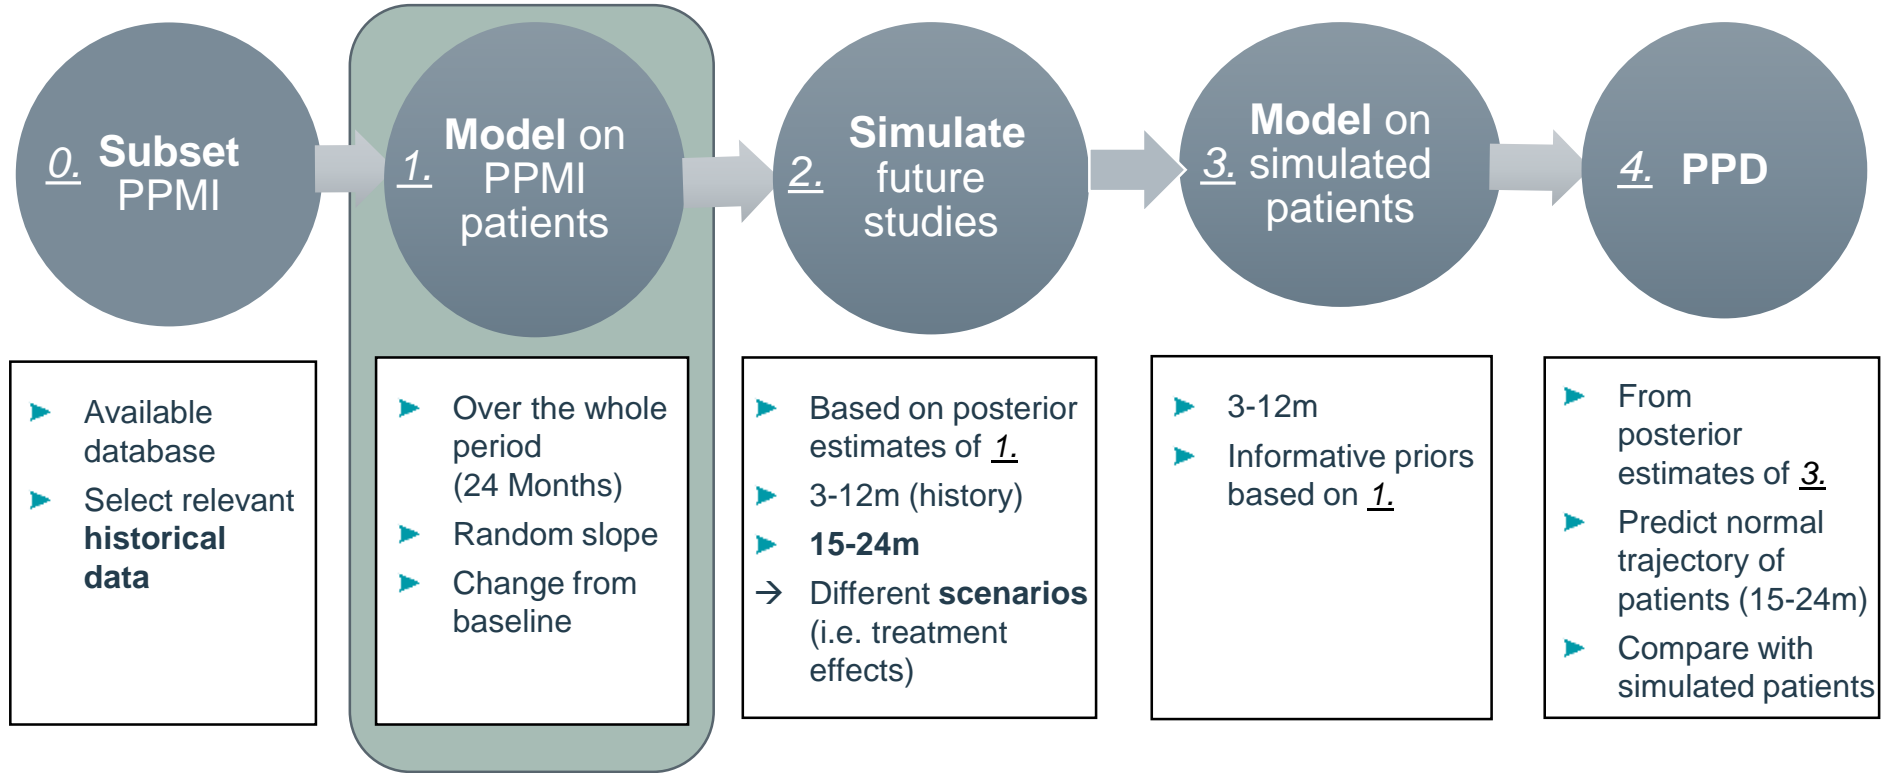 0. Subset
PPMI
1. Model on
PPMI
patients
2. Simulate
future
studies
3. Model on
simulated
patients
4. PPD
Available
database
Select relevant
historical
data
Over the whole
period
(24 Months)
Random slope
Change from
baseline
Based on posterior
estimates of 1.
3-12m (history)
15-24m
→ Different scenarios
(i.e. treatment
effects)
3-12m
Informative priors
based on 1.
From
posterior
estimates of 3.
Predict normal
trajectory of
patients (15-24m)
Compare with
simulated patients